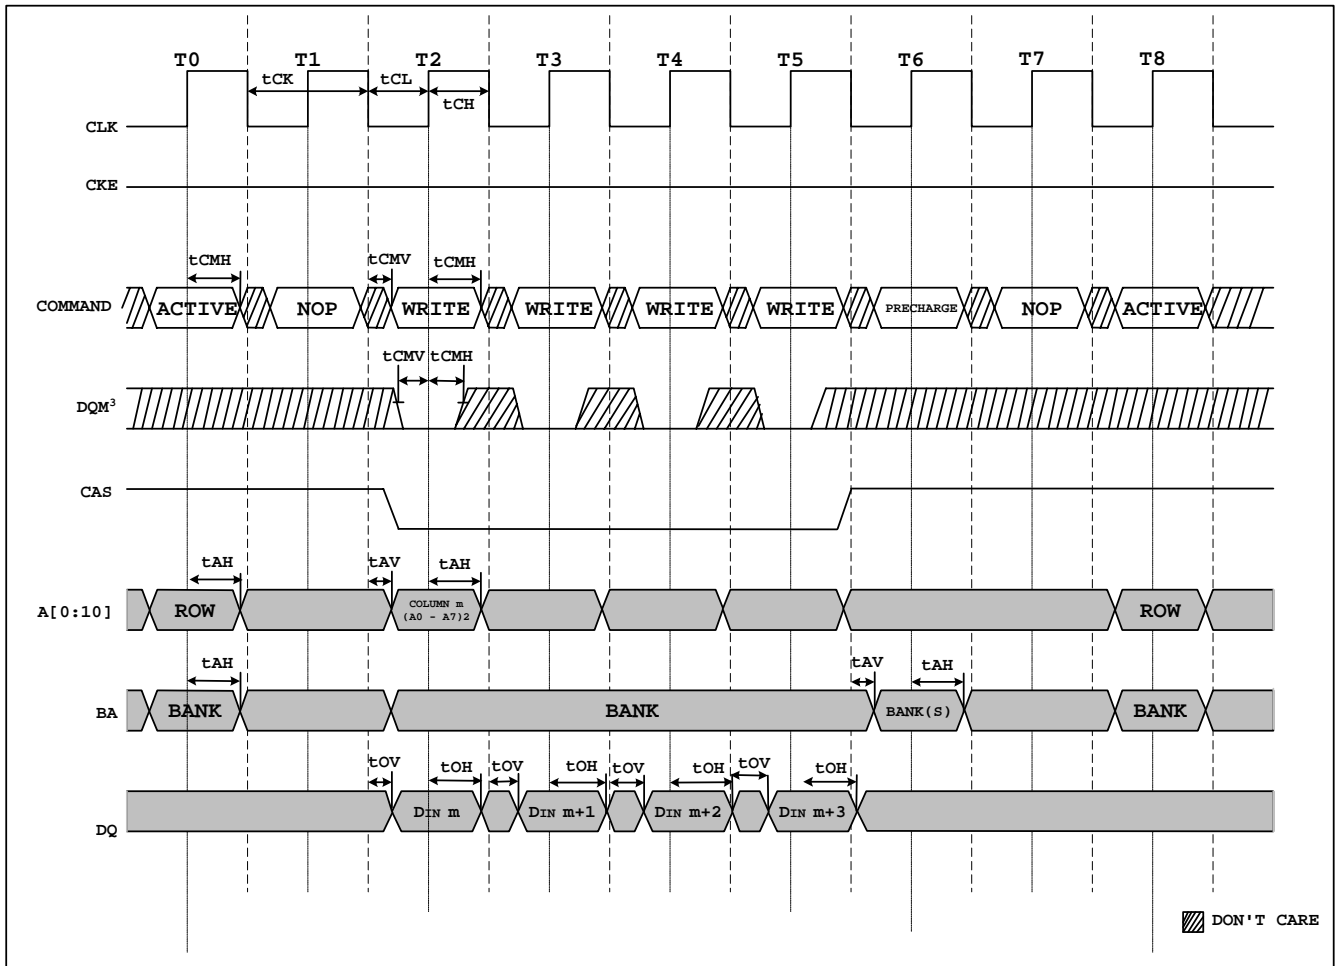 T0 T1 T2 T3 T4 T5 T6 T7 T8
tCK tCL
tCH
CLK
CKE
tCMH tCMV tCMH
COMMAND ACTIVE NOP WRITE WRITE WRITE WRITE PRECHARGE NOP ACTIVE
tCMV tCMH
DQM3
CAS
tAH tAV tAH
A[0:10] ROW COLUMN m ROW
(A0 - A7)2
tAH tAV tAH
BA BANK BANK BANK(S) BANK
tOV tOH tOV tOH tOV tOH tOV tOH
DQ DIN m DIN m+1 DIN m+2 DIN m+3
DON'T CARE